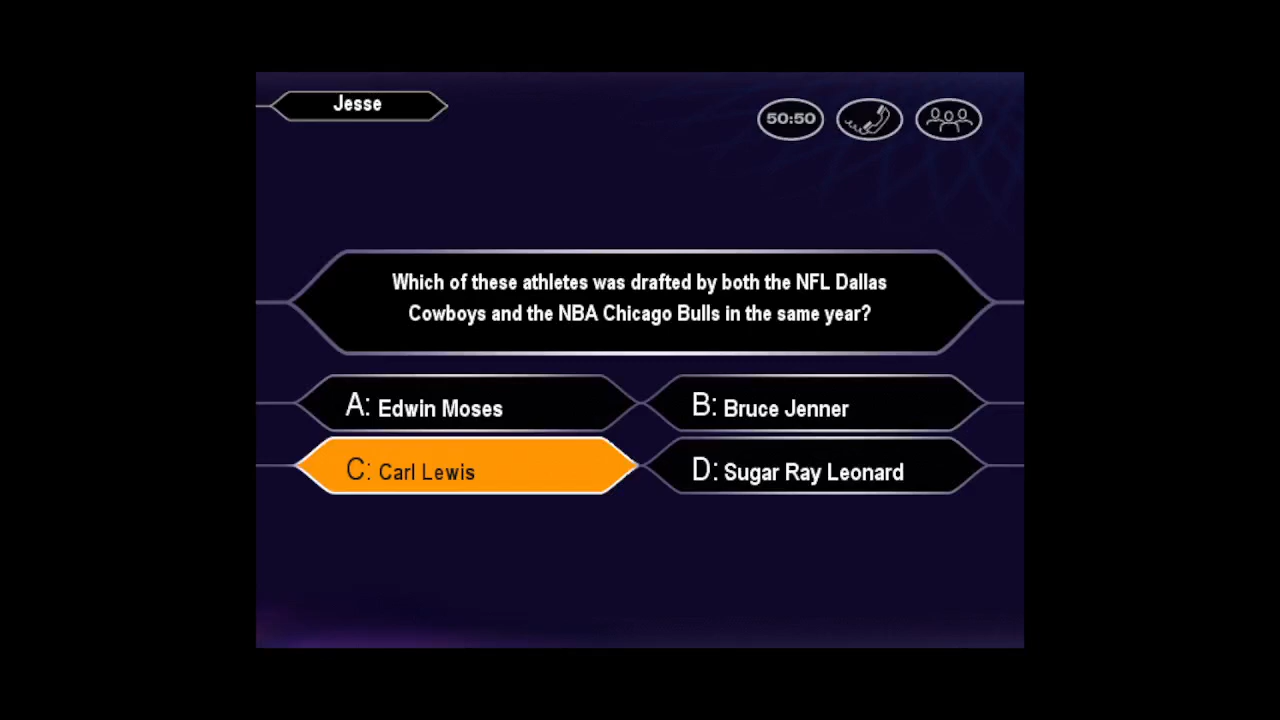 Jesse
50:50
Which of these athletes was drafted by both the NFL Dallas
Cowboys and the NBA Chicago Bulls in the same year?
A: Edwin Moses
B: Bruce Jenner
C: Carl Lewis
D: Sugar Ray Leonard